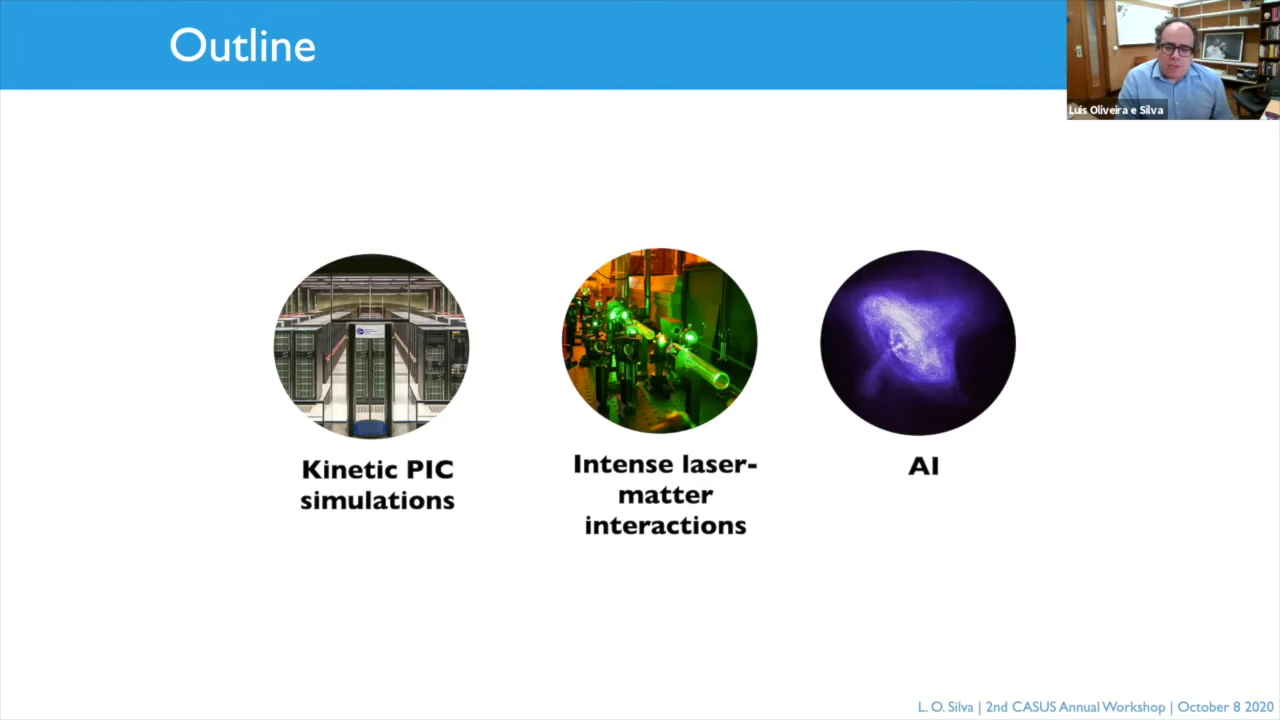 Outline
Luis Oliveira e Silva
Kinetic PIC
simulations
Intense laser-
matter
interactions
AI
L. O. Silva | 2nd CASUS Annual Workshop | October 8 2020